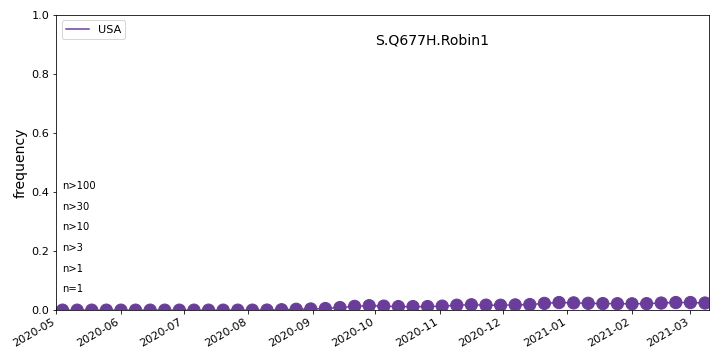 S.Q677H.Robin1
USA
frequency
1.0
0.8
0.6
0.4
0.2
0.0
n>100
n>30
n>10
n>3
n>1
n=1
2020-05
2020-06
2020-07
2020-08
2020-09
2020-10
2020-11
2020-12
2021-01
2021-02
2021-03